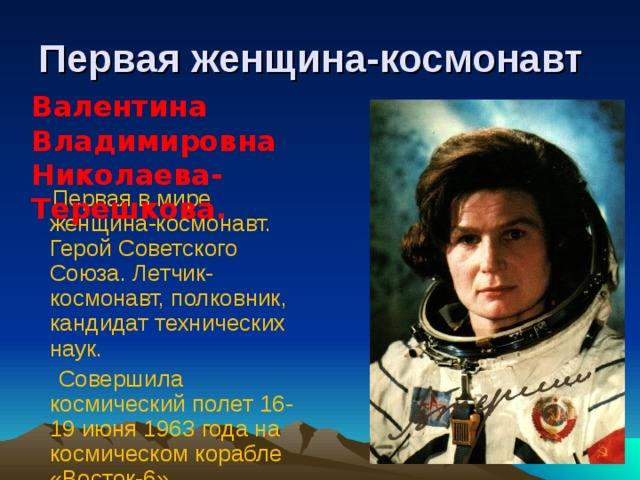 Первая женщина-космонавт
Валентина
Владимировна
Николаева-
Терешкова.
Первая в мире
женщина-космонавт.
Герой Советского
Союза. Летчик-
космонавт, полковник,
кандидат технических
наук.
Совершила
космический полет 16-
19 июня 1963 года на
космическом корабле
«Восток-6»